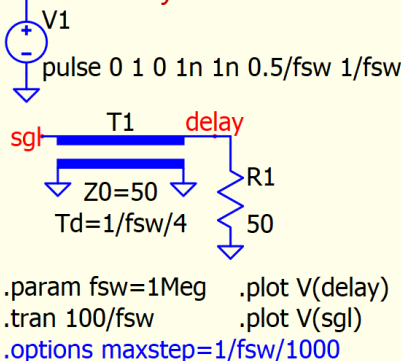 V1
pulse 0 1 0 1n 1n 0.5/fsw 1/fsw
T1
delay
sgl
R1
Z0=50
Td=1/fsw/4
50
.param fsw=1Meg .plot V(delay)
.tran 100/fsw .plot V(sgl)
.options maxstep=1/fsw/1000